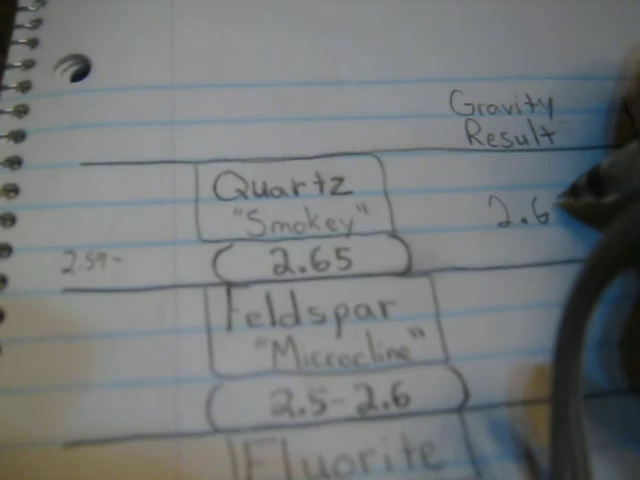 Gravity
Result
Quartz
"Smokey"
2.6
2.59-
(2.65)
Feldspar
"Microcline"
(2.5-2.6)
Fluorite